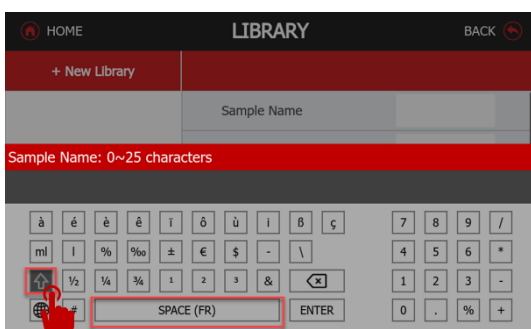 HOME LIBRARY BACK
+ New Library
Sample Name
Sample Name: 0~25 characters
à é è ê ï ô ù i ß ç 7 8 9 /
ml l % ‰ ± € $ - \ 4 5 6 *
½ ¼ ¾ ¹ ² ³ & 1 2 3 -
# SPACE (FR) ENTER 0 . % +